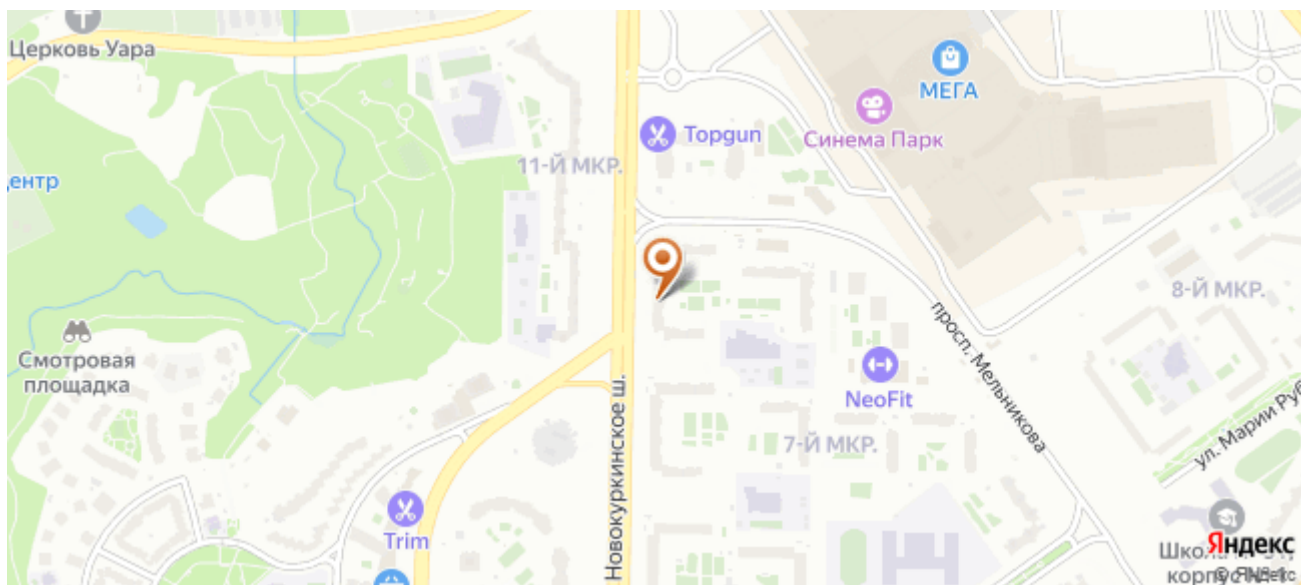 Церковь Уара
МЕГА
Синема Парк
Topgun
11-Й МКР.
ентр
8-Й МКР.
Смотровая
площадка
просп. Мельникова
NeoFit
Новокуркинское ш.
7-Й МКР.
ул. Марии Руб
Trim
Яндекс
Шко
корпус